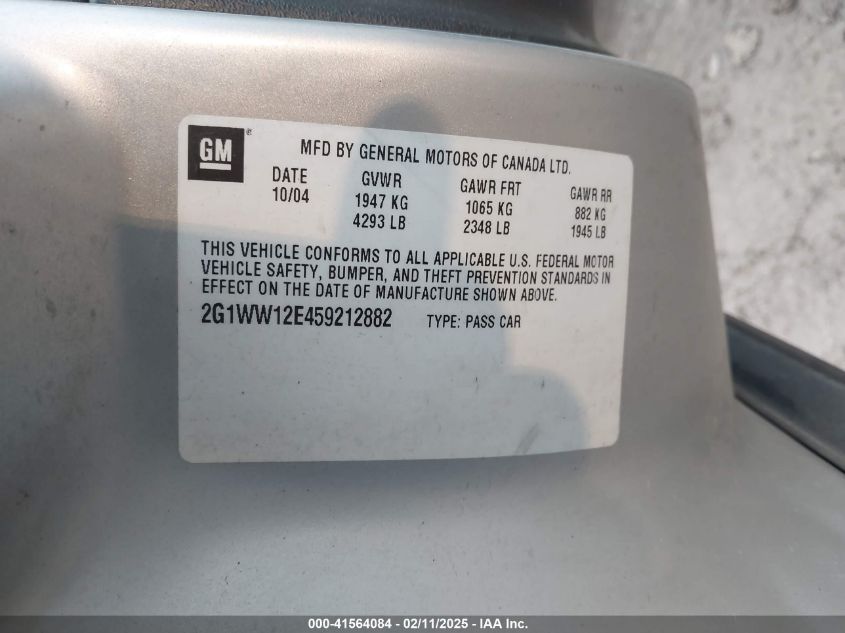 GM
MFD BY GENERAL MOTORS OF CANADA LTD.
DATE GVWR GAWR FRT GAWR RR
10/04 1947 KG 1065 KG 882 KG
4293 LB 2348 LB 1945 LB
THIS VEHICLE CONFORMS TO ALL APPLICABLE U.S. FEDERAL MOTOR
VEHICLE SAFETY, BUMPER, AND THEFT PREVENTION STANDARDS IN
EFFECT ON THE DATE OF MANUFACTURE SHOWN ABOVE.
2G1WW12E459212882 TYPE: PASS CAR
000-41564084 - 02/11/2025 - IAA Inc.